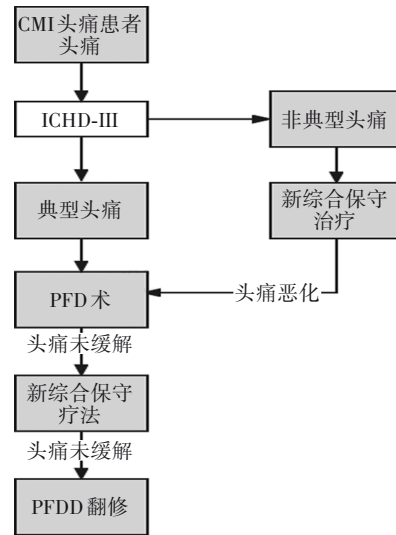 CMI头痛患者
头痛
ICHD-III
非典型头痛
典型头痛
新综合保守
治疗
PFD术
头痛恶化
头痛未缓解
新综合保守
疗法
头痛未缓解
PFDD翻修